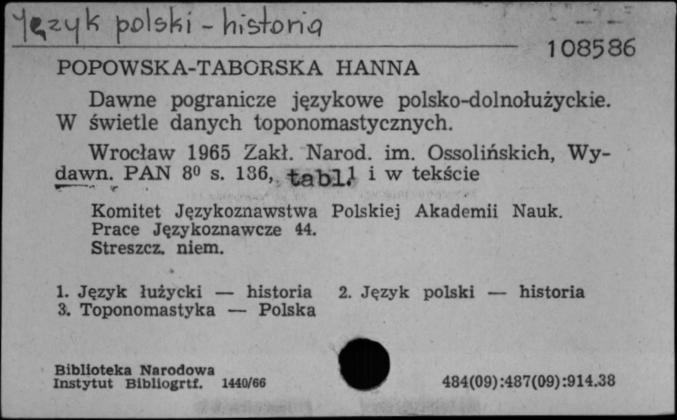 Język polski - historia
108586
POPOWSKA-TABORSKA HANNA
Dawne pogranicze językowe polsko-dolnołużyckie.
W świetle danych toponomastycznych.
Wrocław 1965 Zakł. Narod. im. Ossolińskich, Wy-
dawn. PAN 8⁰ s. 136, tabl. i w tekście
Komitet Językoznawstwa Polskiej Akademii Nauk.
Prace Językoznawcze 44.
Streszcz. niem.
1. Język łużycki — historia 2. Język polski — historia
3. Toponomastyka — Polska
Biblioteka Narodowa
Instytut Bibliogrtf. 1440/66
484(09):487(09):914.38